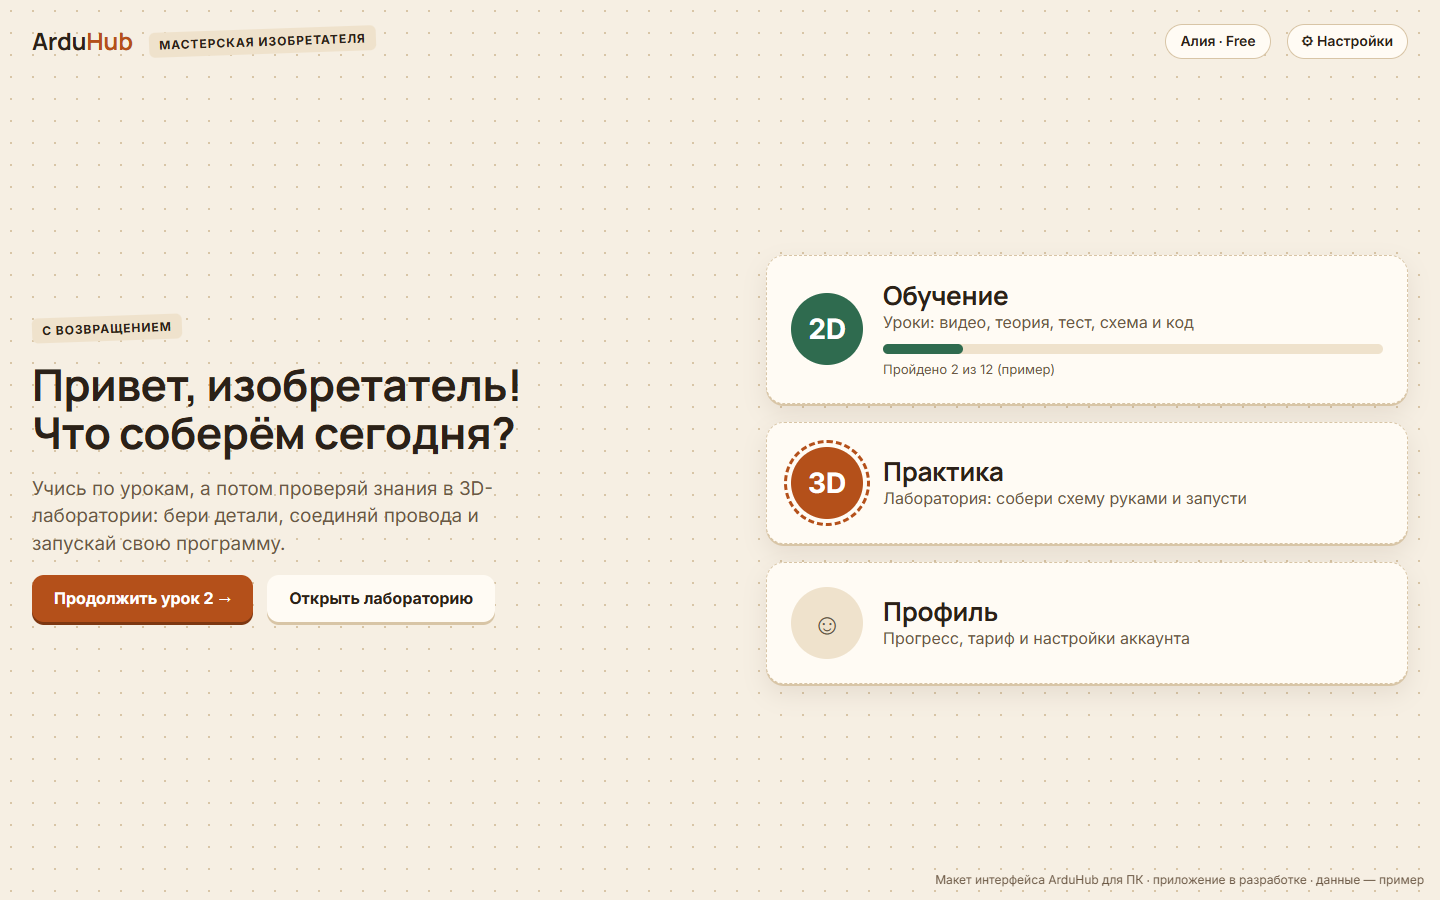 ArduHub
МАСТЕРСКАЯ ИЗОБРЕТАТЕЛЯ
Алия · Free
⚙ Настройки
С ВОЗВРАЩЕНИЕМ
Привет, изобретатель!
Что соберём сегодня?
Учись по урокам, а потом проверяй знания в 3D-
лаборатории: бери детали, соединяй провода и
запускай свою программу.
Продолжить урок 2 →
Открыть лабораторию
2D
Обучение
Уроки: видео, теория, тест, схема и код
Пройдено 2 из 12 (пример)
3D
Практика
Лаборатория: собери схему руками и запусти
Профиль
Прогресс, тариф и настройки аккаунта
Макет интерфейса ArduHub для ПК · приложение в разработке · данные — пример